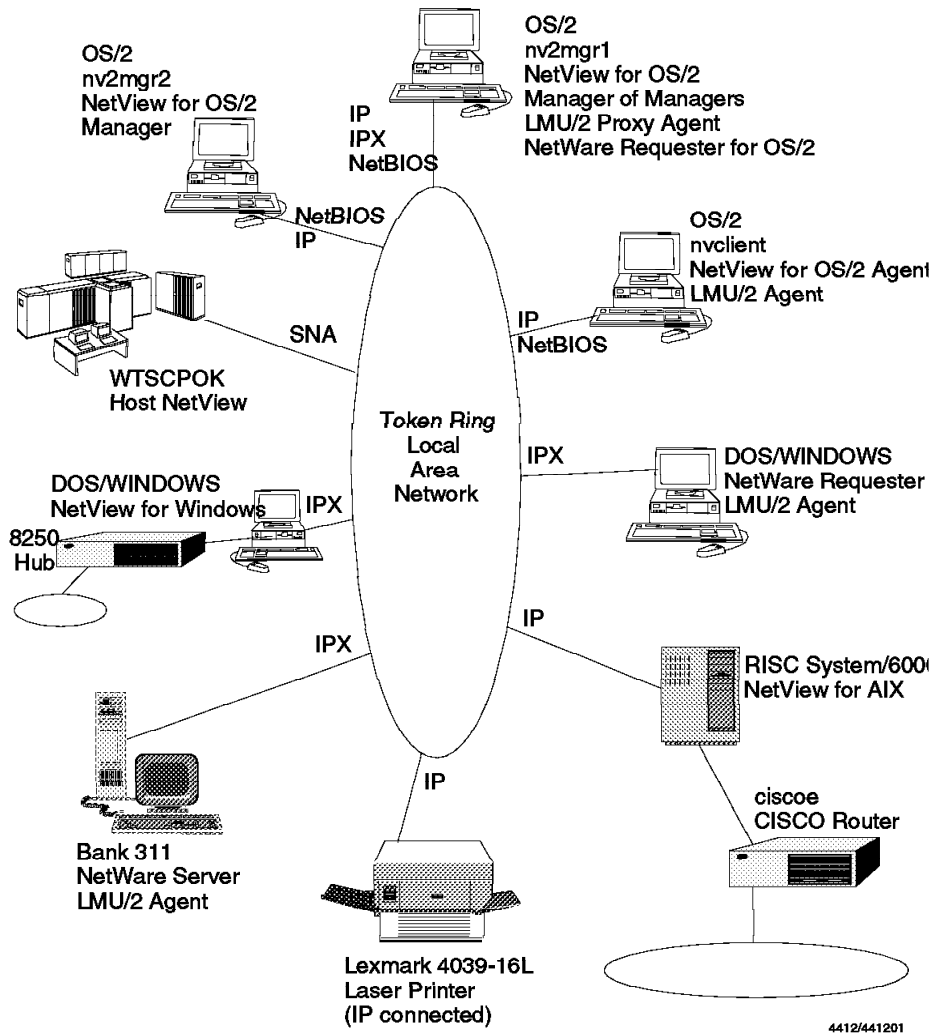 OS/2
nv2mgr1
NetView for OS/2
Manager of Managers
LMU/2 Proxy Agent
NetWare Requester for OS/2
IP
IPX
NetBIOS
OS/2
nv2mgr2
NetView for OS/2
Manager
NetBIOS
IP
OS/2
nvclient
NetView for OS/2 Agent
LMU/2 Agent
IP
NetBIOS
SNA
WTSCPOK
Host NetView
Token Ring
Local
Area
Network
IPX
DOS/WINDOWS
NetWare Requester
LMU/2 Agent
DOS/WINDOWS
NetView for Windows
IPX
8250
Hub
IP
RISC System/6000
NetView for AIX
IPX
Bank 311
NetWare Server
LMU/2 Agent
IP
ciscoe
CISCO Router
Lexmark 4039-16L
Laser Printer
(IP connected)
4412/441201